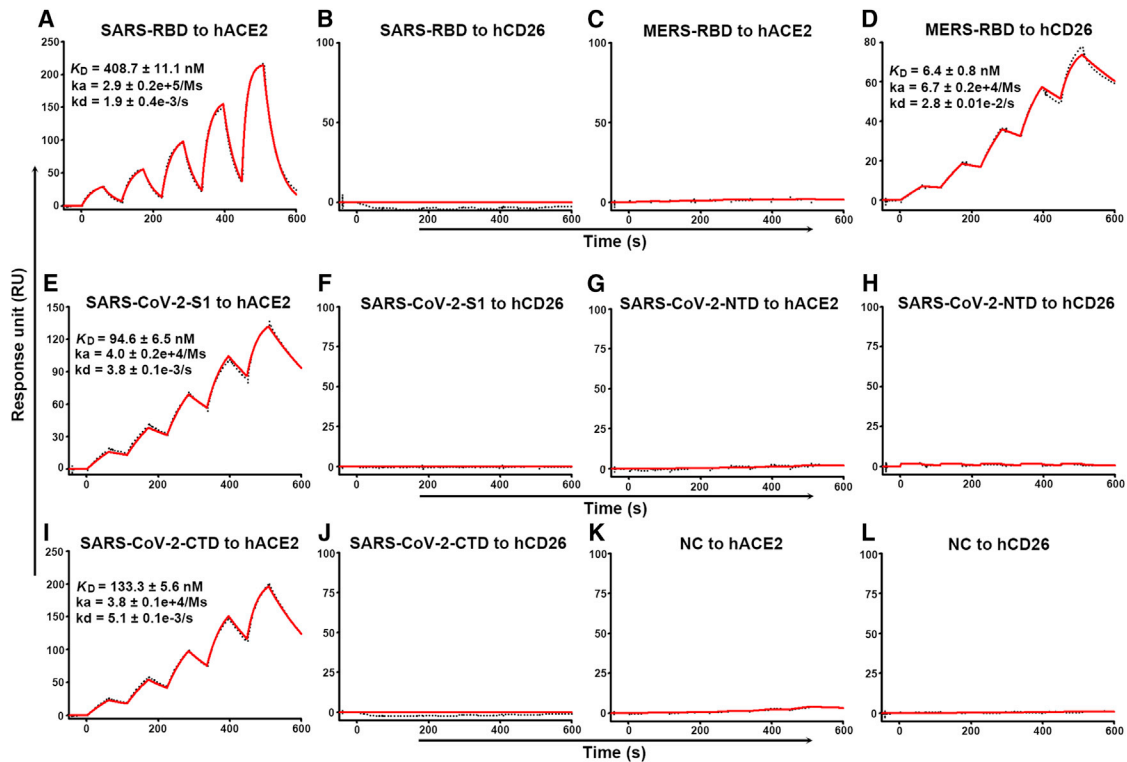 A
SARS-RBD to hACE2
KD = 408.7 ± 11.1 nM
ka = 2.9 ± 0.2e+5/Ms
kd = 1.9 ± 0.4e-3/s
250
200
150
100
50
0
0 200 400 600
B
SARS-RBD to hCD26
100
50
0
0 200 400 600
C
MERS-RBD to hACE2
100
50
0
0 200 400 600
D
MERS-RBD to hCD26
KD = 6.4 ± 0.8 nM
ka = 6.7 ± 0.2e+4/Ms
kd = 2.8 ± 0.01e-2/s
80
60
40
20
0
0 200 400 600
Time (s)
Response unit (RU)
E
SARS-CoV-2-S1 to hACE2
KD = 94.6 ± 6.5 nM
ka = 4.0 ± 0.2e+4/Ms
kd = 3.8 ± 0.1e-3/s
150
120
90
60
30
0
0 200 400 600
F
SARS-CoV-2-S1 to hCD26
100
75
50
25
0
0 200 400 600
G
SARS-CoV-2-NTD to hACE2
100
75
50
25
0
0 200 400 600
H
SARS-CoV-2-NTD to hCD26
100
75
50
25
0
0 200 400 600
Time (s)
I
SARS-CoV-2-CTD to hACE2
KD = 133.3 ± 5.6 nM
ka = 3.8 ± 0.1e+4/Ms
kd = 5.1 ± 0.1e-3/s
250
200
150
100
50
0
0 200 400 600
J
SARS-CoV-2-CTD to hCD26
100
75
50
25
0
0 200 400 600
K
NC to hACE2
100
75
50
25
0
0 200 400 600
L
NC to hCD26
100
75
50
25
0
0 200 400 600
Time (s)